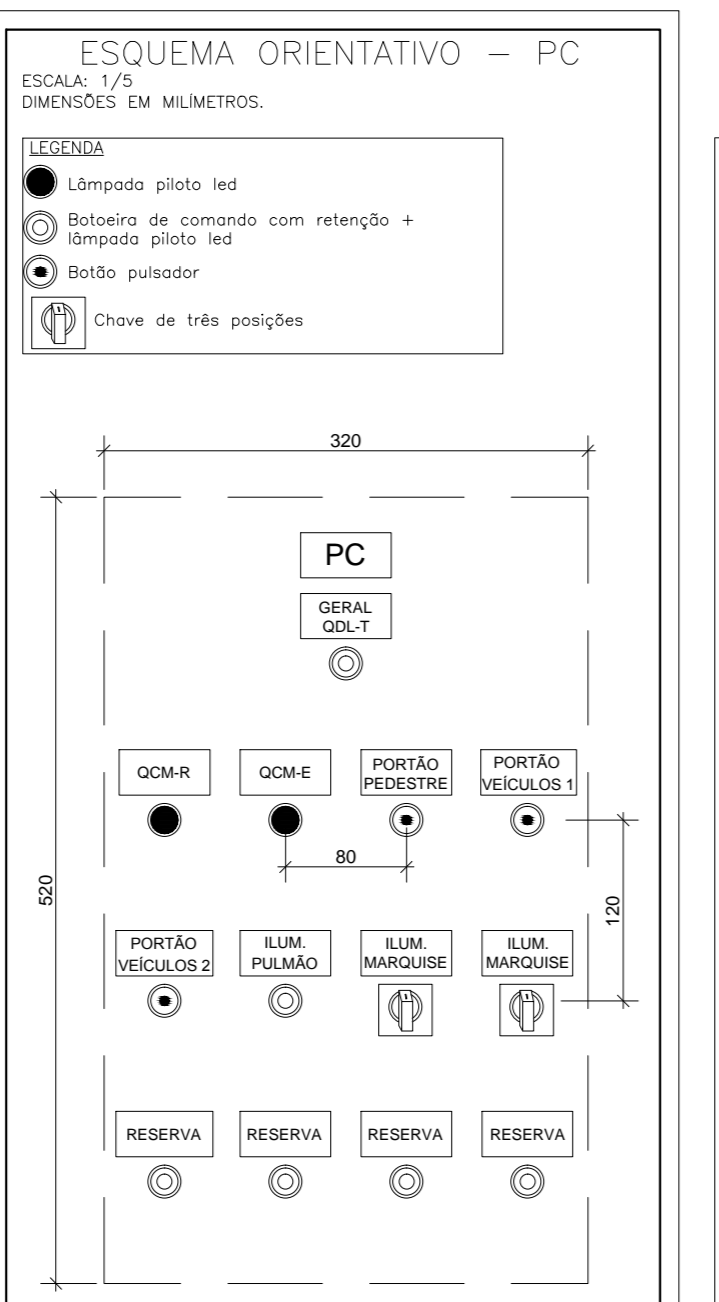 ESQUEMA ORIENTATIVO – PC
ESCALA: 1/5
DIMENSÕES EM MILÍMETROS.
LEGENDA
Lâmpada piloto led
Botoeira de comando com retenção +
lâmpada piloto led
Botão pulsador
Chave de três posições
320
PC
GERAL
QDL-T
QCM-R
QCM-E
PORTÃO
PEDESTRE
PORTÃO
VEÍCULOS 1
80
520
120
PORTÃO
VEÍCULOS 2
ILUM.
PULMÃO
ILUM.
MARQUISE
ILUM.
MARQUISE
RESERVA
RESERVA
RESERVA
RESERVA